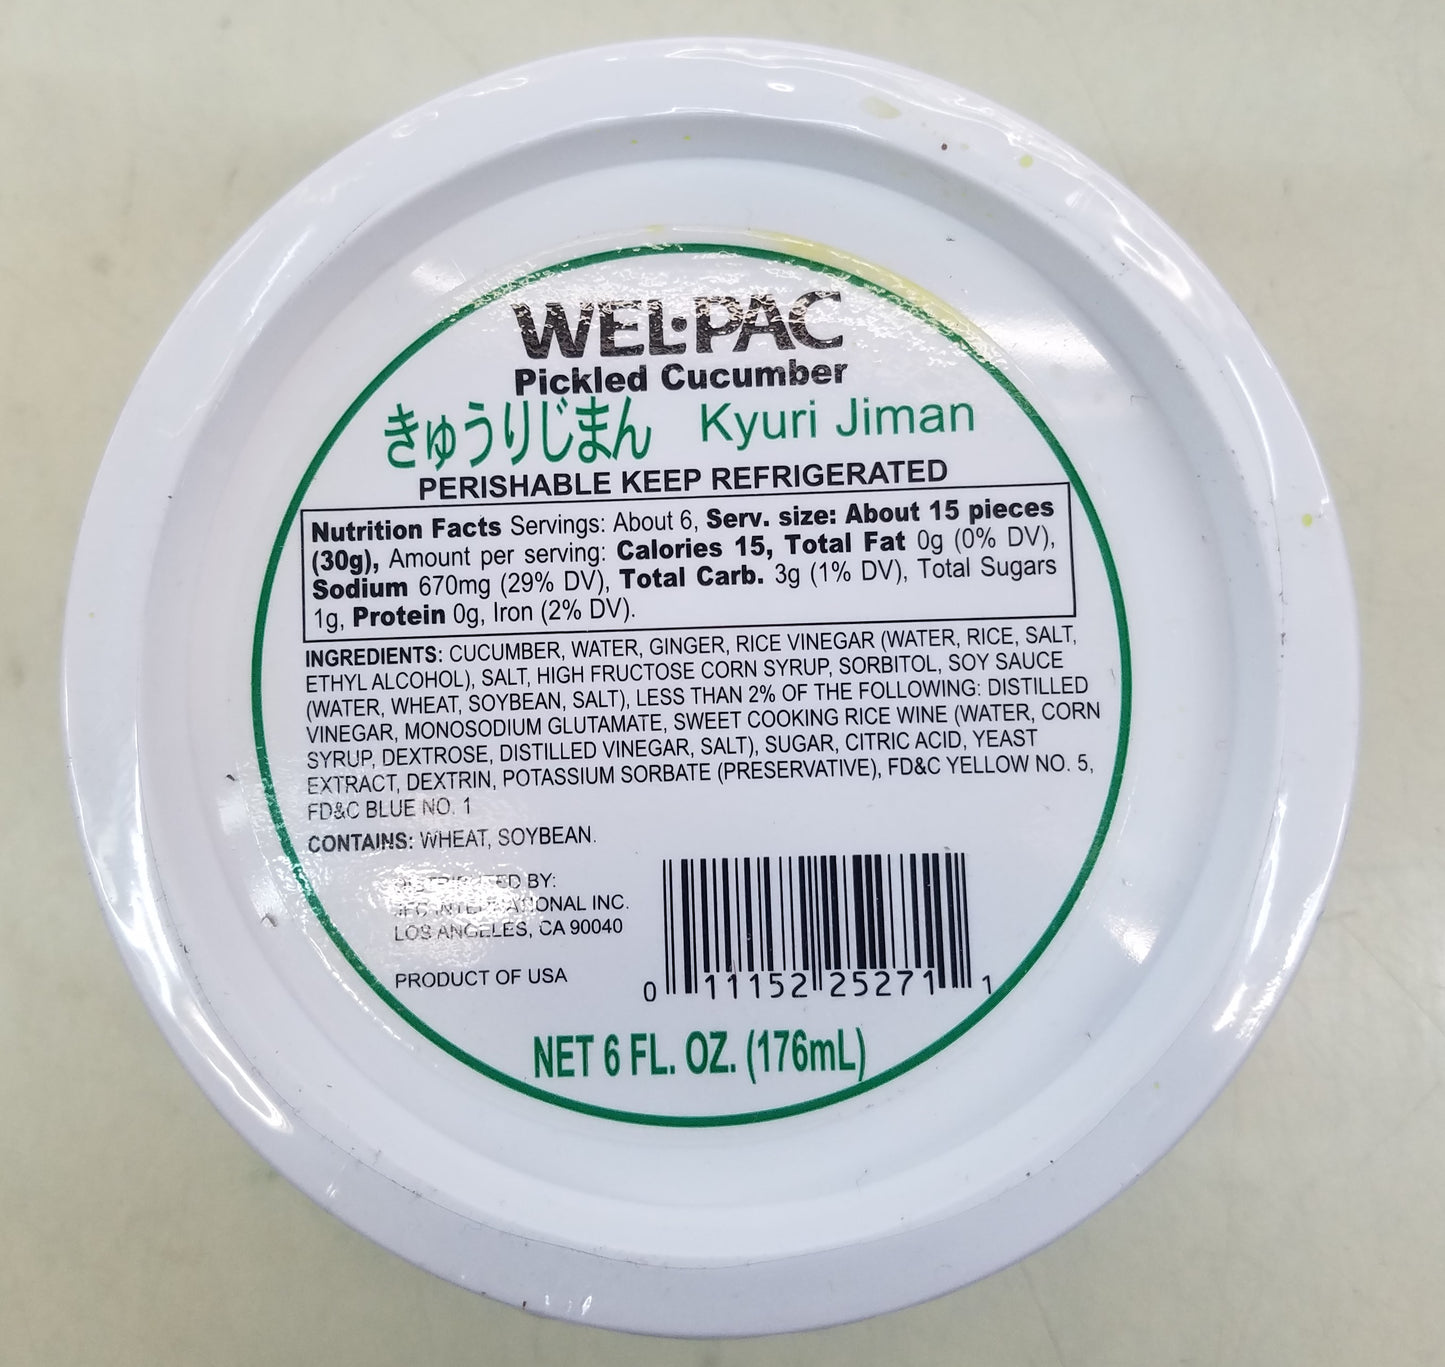 WEL·PAC
Pickled Cucumber
きゅうりじまん Kyuri Jiman
PERISHABLE KEEP REFRIGERATED
Nutrition Facts Servings: About 6, Serv. size: About 15 pieces
(30g), Amount per serving: Calories 15, Total Fat 0g (0% DV),
Sodium 670mg (29% DV), Total Carb. 3g (1% DV), Total Sugars
1g, Protein 0g, Iron (2% DV).
INGREDIENTS: CUCUMBER, WATER, GINGER, RICE VINEGAR (WATER, RICE, SALT,
ETHYL ALCOHOL), SALT, HIGH FRUCTOSE CORN SYRUP, SORBITOL, SOY SAUCE
(WATER, WHEAT, SOYBEAN, SALT), LESS THAN 2% OF THE FOLLOWING: DISTILLED
VINEGAR, MONOSODIUM GLUTAMATE, SWEET COOKING RICE WINE (WATER, CORN
SYRUP, DEXTROSE, DISTILLED VINEGAR, SALT), SUGAR, CITRIC ACID, YEAST
EXTRACT, DEXTRIN, POTASSIUM SORBATE (PRESERVATIVE), FD&C YELLOW NO. 5,
FD&C BLUE NO. 1
CONTAINS: WHEAT, SOYBEAN.
DISTRIBUTED BY:
JFC INTERNATIONAL INC.
LOS ANGELES, CA 90040
PRODUCT OF USA
0 11152 25271 1
NET 6 FL. OZ. (176mL)